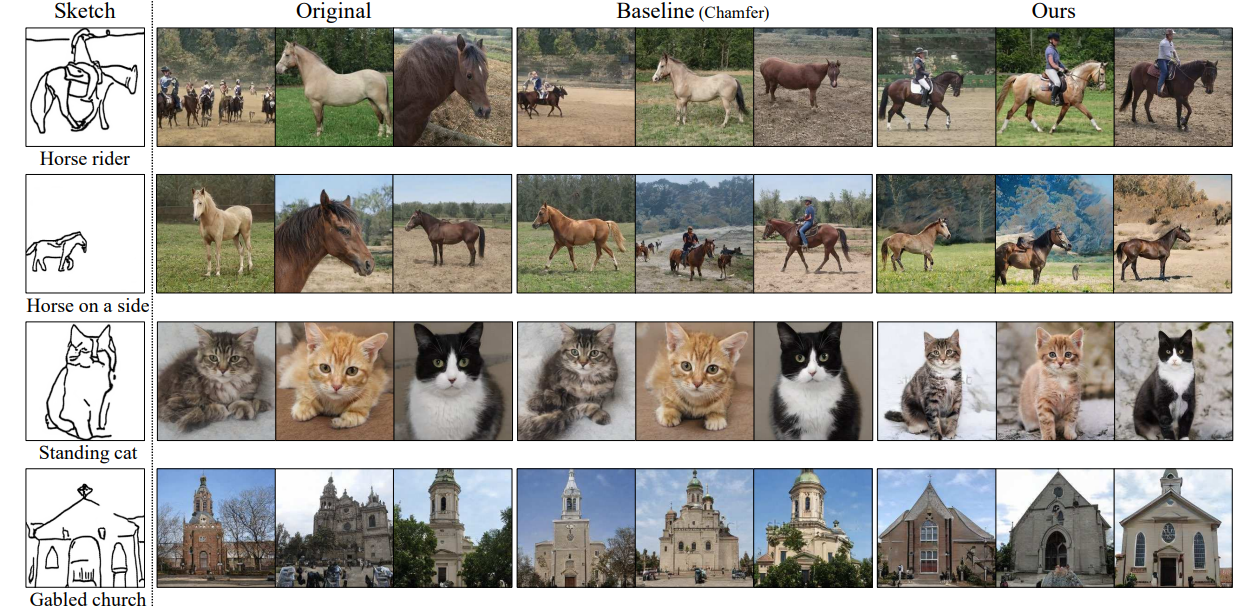 Sketch
Original
Baseline (Chamfer)
Ours
Horse rider
Horse on a side
Standing cat
Gabled church